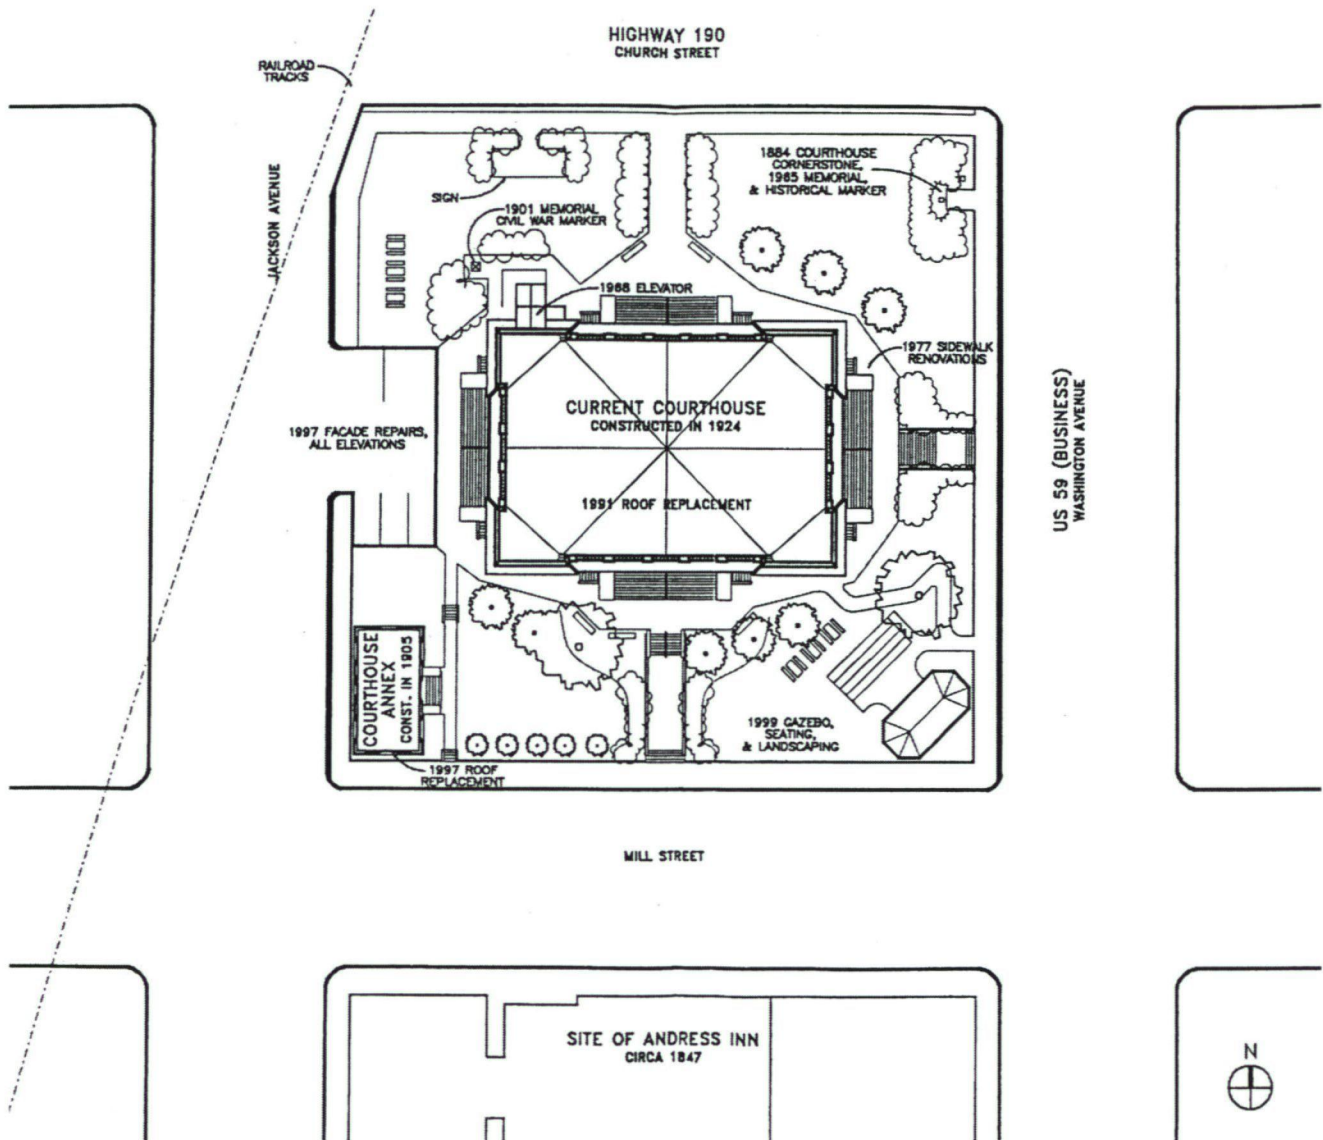 HIGHWAY 190
CHURCH STREET
RAILROAD
TRACKS
JACKSON AVENUE
SIGN
1901 MEMORIAL
CIVIL WAR MARKER
1884 COURTHOUSE
CORNERSTONE,
1965 MEMORIAL,
& HISTORICAL MARKER
1968 ELEVATOR
1977 SIDEWALK
RENOVATIONS
CURRENT COURTHOUSE
CONSTRUCTED IN 1924
1997 FACADE REPAIRS,
ALL ELEVATIONS
1991 ROOF REPLACEMENT
US 59 (BUSINESS)
WASHINGTON AVENUE
COURTHOUSE
ANNEX
CONST. IN 1905
1999 GAZEBO,
SEATING,
& LANDSCAPING
1997 ROOF
REPLACEMENT
MILL STREET
SITE OF ANDRESS INN
CIRCA 1847
N